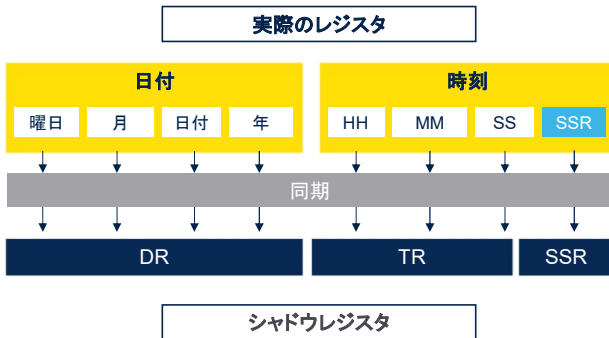 実際のレジスタ
日付 時刻
曜日 月 日付 年 HH MM SS SSR
同期
DR TR SSR
シャドウレジスタ